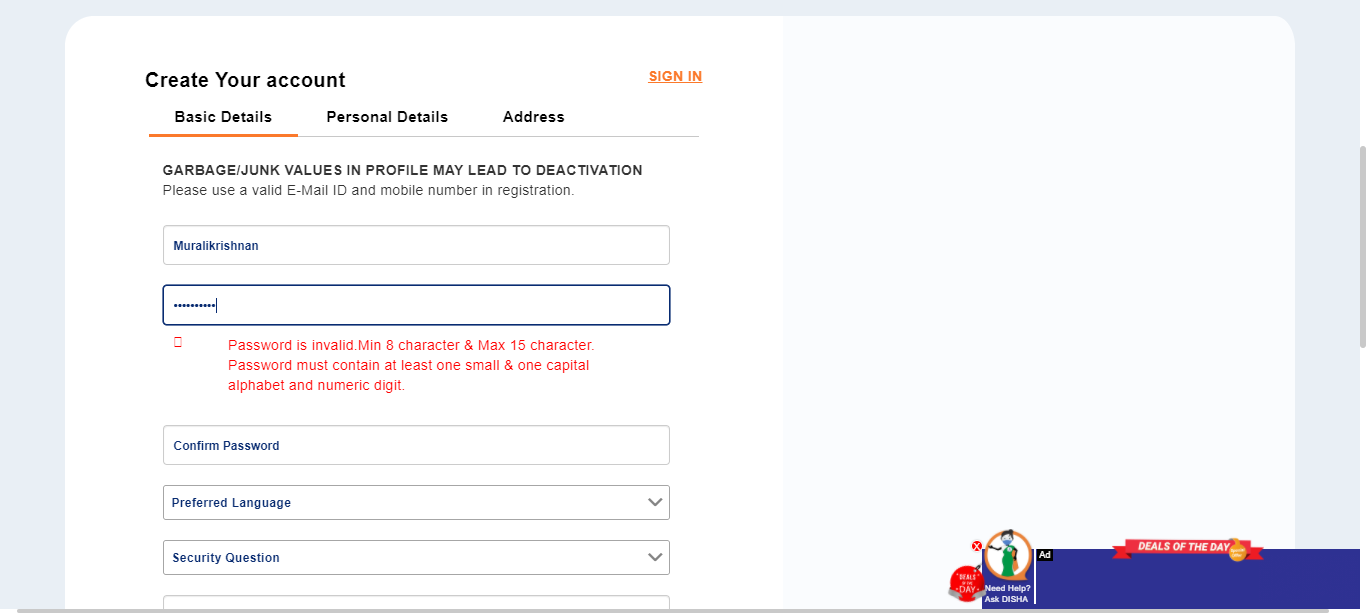 Create Your account
SIGN IN
Basic Details
Personal Details
Address
GARBAGE/JUNK VALUES IN PROFILE MAY LEAD TO DEACTIVATION
Please use a valid E-Mail ID and mobile number in registration.
Muralikrishnan
••••••••••
Password is invalid.Min 8 character & Max 15 character.
Password must contain at least one small & one capital
alphabet and numeric digit.
Confirm Password
Preferred Language
Security Question
X
Ad
DEALS OF THE DAY
DEALS
OF THE
DAY
Need Help?
Ask DISHA